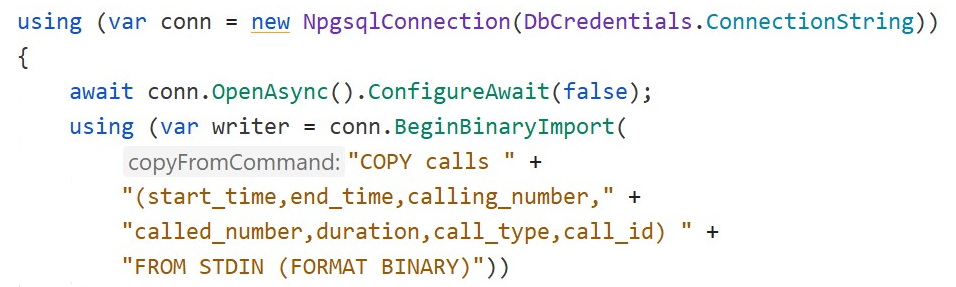 using (var conn = new NpgsqlConnection(DbCredentials.ConnectionString))
{
    await conn.OpenAsync().ConfigureAwait(false);
    using (var writer = conn.BeginBinaryImport(
        copyFromCommand: "COPY calls " +
        "(start_time,end_time,calling_number," +
        "called_number,duration,call_type,call_id) " +
        "FROM STDIN (FORMAT BINARY)"))